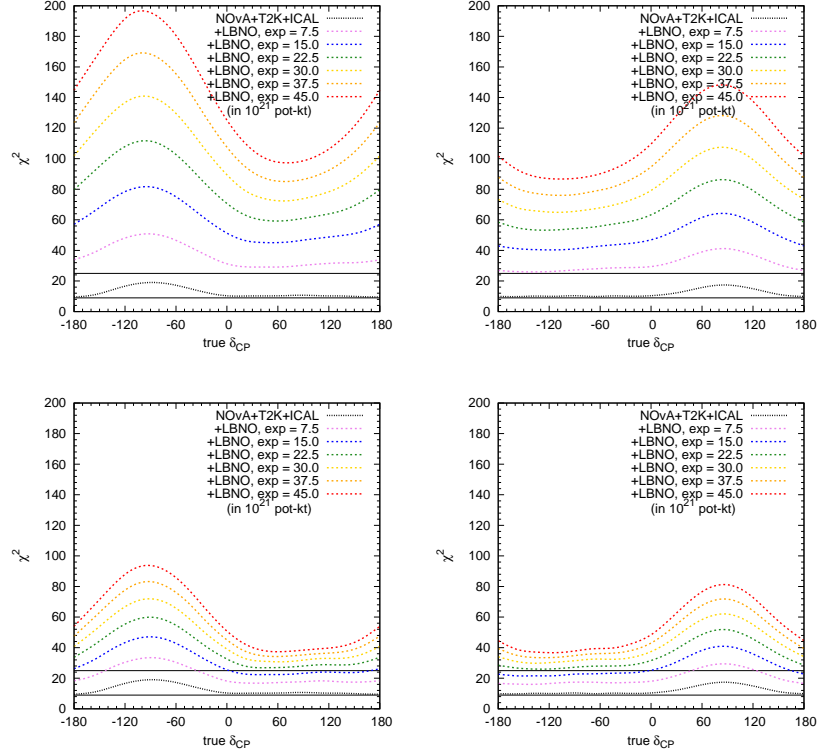 200
180
160
140
120
100
80
60
40
20
0
χ²
-180 -120 -60 0 60 120 180
true δCP
NOvA+T2K+ICAL
+LBNO, exp = 7.5
+LBNO, exp = 15.0
+LBNO, exp = 22.5
+LBNO, exp = 30.0
+LBNO, exp = 37.5
+LBNO, exp = 45.0
(in 10²¹ pot-kt)
200
180
160
140
120
100
80
60
40
20
0
χ²
-180 -120 -60 0 60 120 180
true δCP
NOvA+T2K+ICAL
+LBNO, exp = 7.5
+LBNO, exp = 15.0
+LBNO, exp = 22.5
+LBNO, exp = 30.0
+LBNO, exp = 37.5
+LBNO, exp = 45.0
(in 10²¹ pot-kt)
200
180
160
140
120
100
80
60
40
20
0
χ²
-180 -120 -60 0 60 120 180
true δCP
NOvA+T2K+ICAL
+LBNO, exp = 7.5
+LBNO, exp = 15.0
+LBNO, exp = 22.5
+LBNO, exp = 30.0
+LBNO, exp = 37.5
+LBNO, exp = 45.0
(in 10²¹ pot-kt)
200
180
160
140
120
100
80
60
40
20
0
χ²
-180 -120 -60 0 60 120 180
true δCP
NOvA+T2K+ICAL
+LBNO, exp = 7.5
+LBNO, exp = 15.0
+LBNO, exp = 22.5
+LBNO, exp = 30.0
+LBNO, exp = 37.5
+LBNO, exp = 45.0
(in 10²¹ pot-kt)